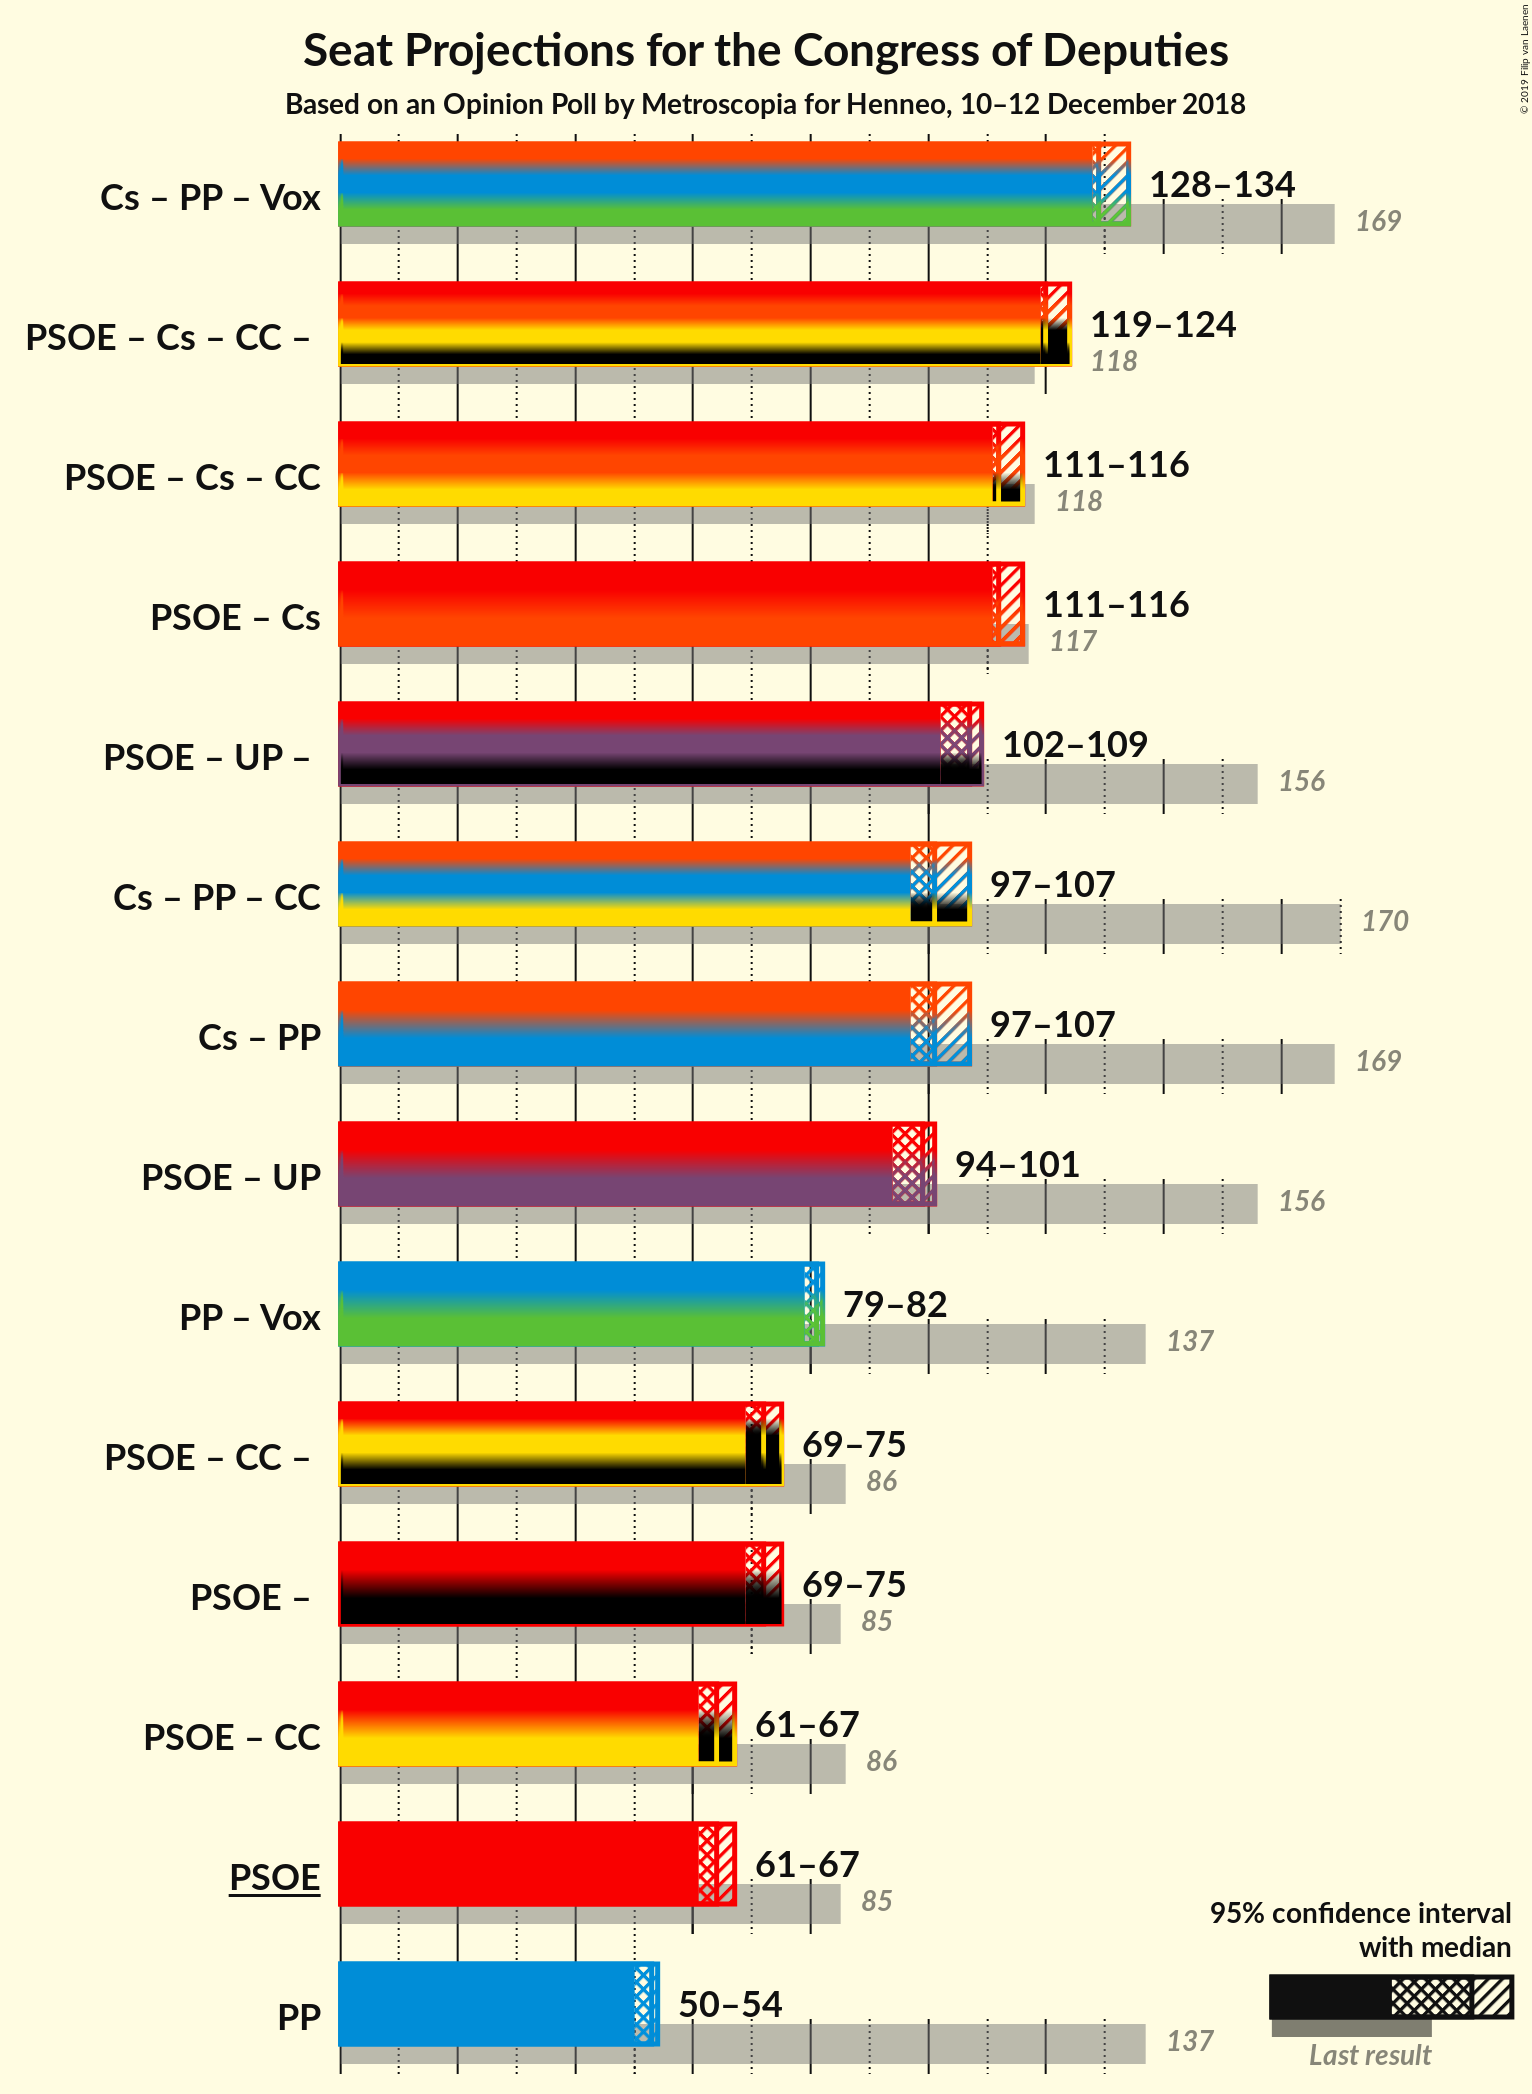 Seat Projections for the Congress of Deputies
Based on an Opinion Poll by Metroscopia for Henneo, 10–12 December 2018
© 2019 Filip van Laenen
Cs – PP – Vox
128–134
169
PSOE – Cs – CC –
119–124
118
PSOE – Cs – CC
111–116
118
PSOE – Cs
111–116
117
PSOE – UP –
102–109
156
Cs – PP – CC
97–107
170
Cs – PP
97–107
169
PSOE – UP
94–101
156
PP – Vox
79–82
137
PSOE – CC –
69–75
86
PSOE –
69–75
85
PSOE – CC
61–67
86
PSOE
61–67
85
PP
50–54
137
95% confidence interval
with median
Last result